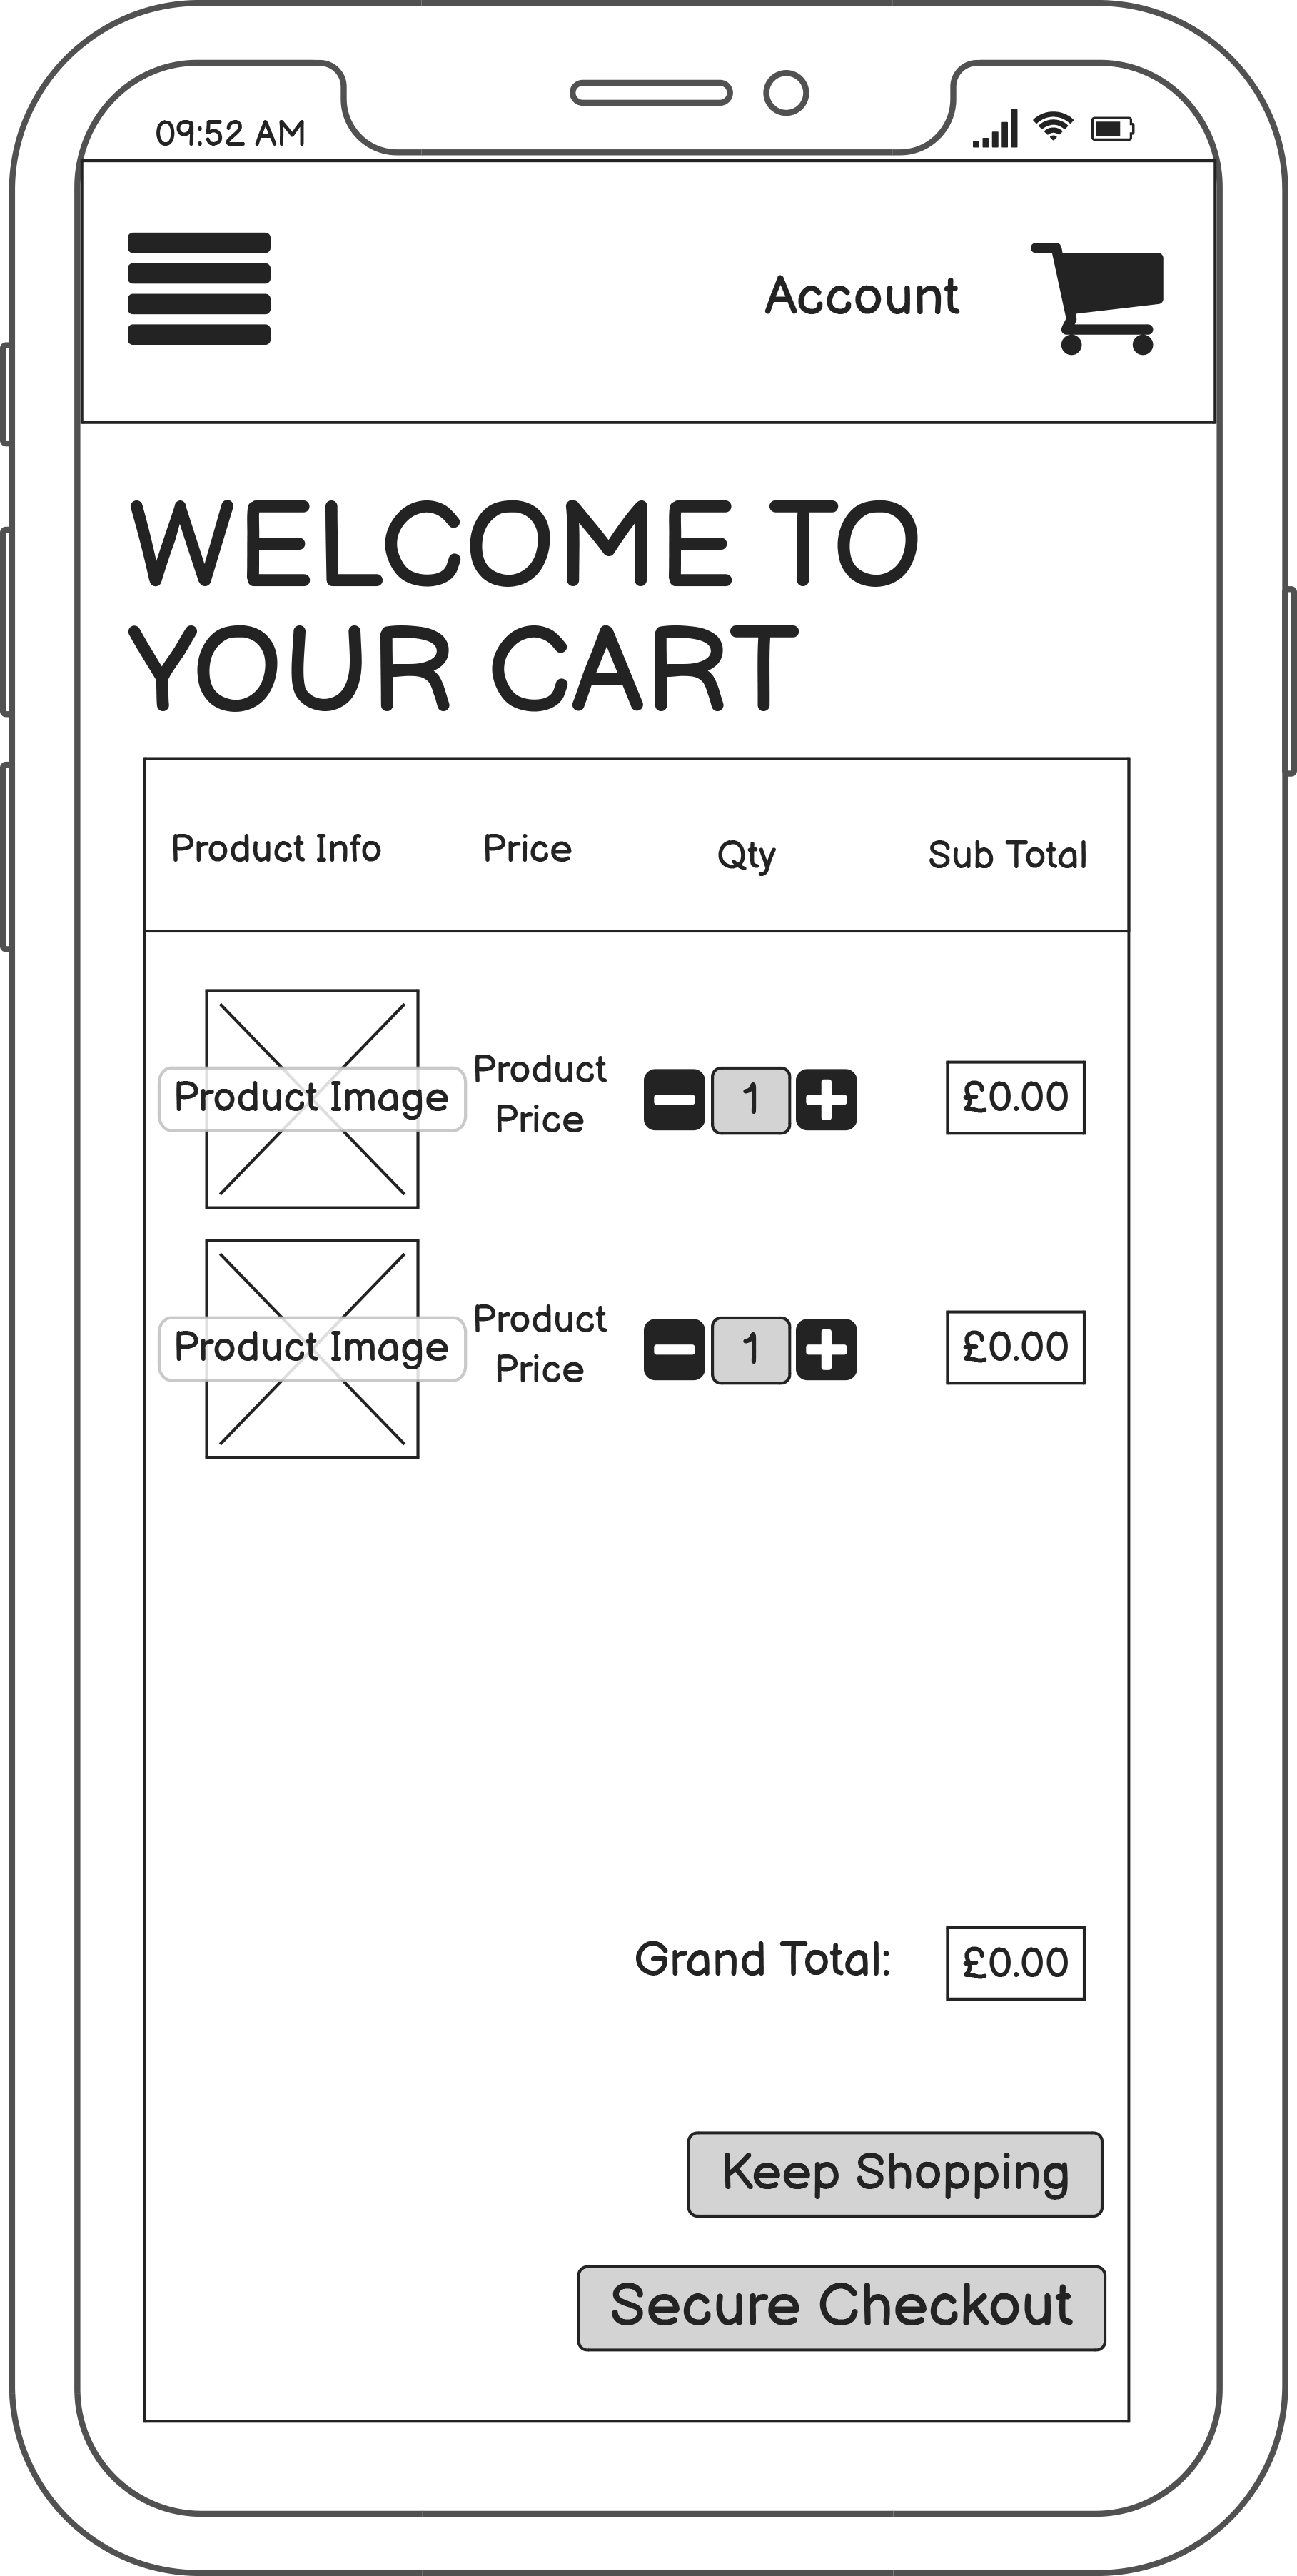 09:52 AM
Account
WELCOME TO
YOUR CART
Product Info Price Qty Sub Total
Product Image Product Price 1 £0.00
Product Image Product Price 1 £0.00
Grand Total: £0.00
Keep Shopping
Secure Checkout